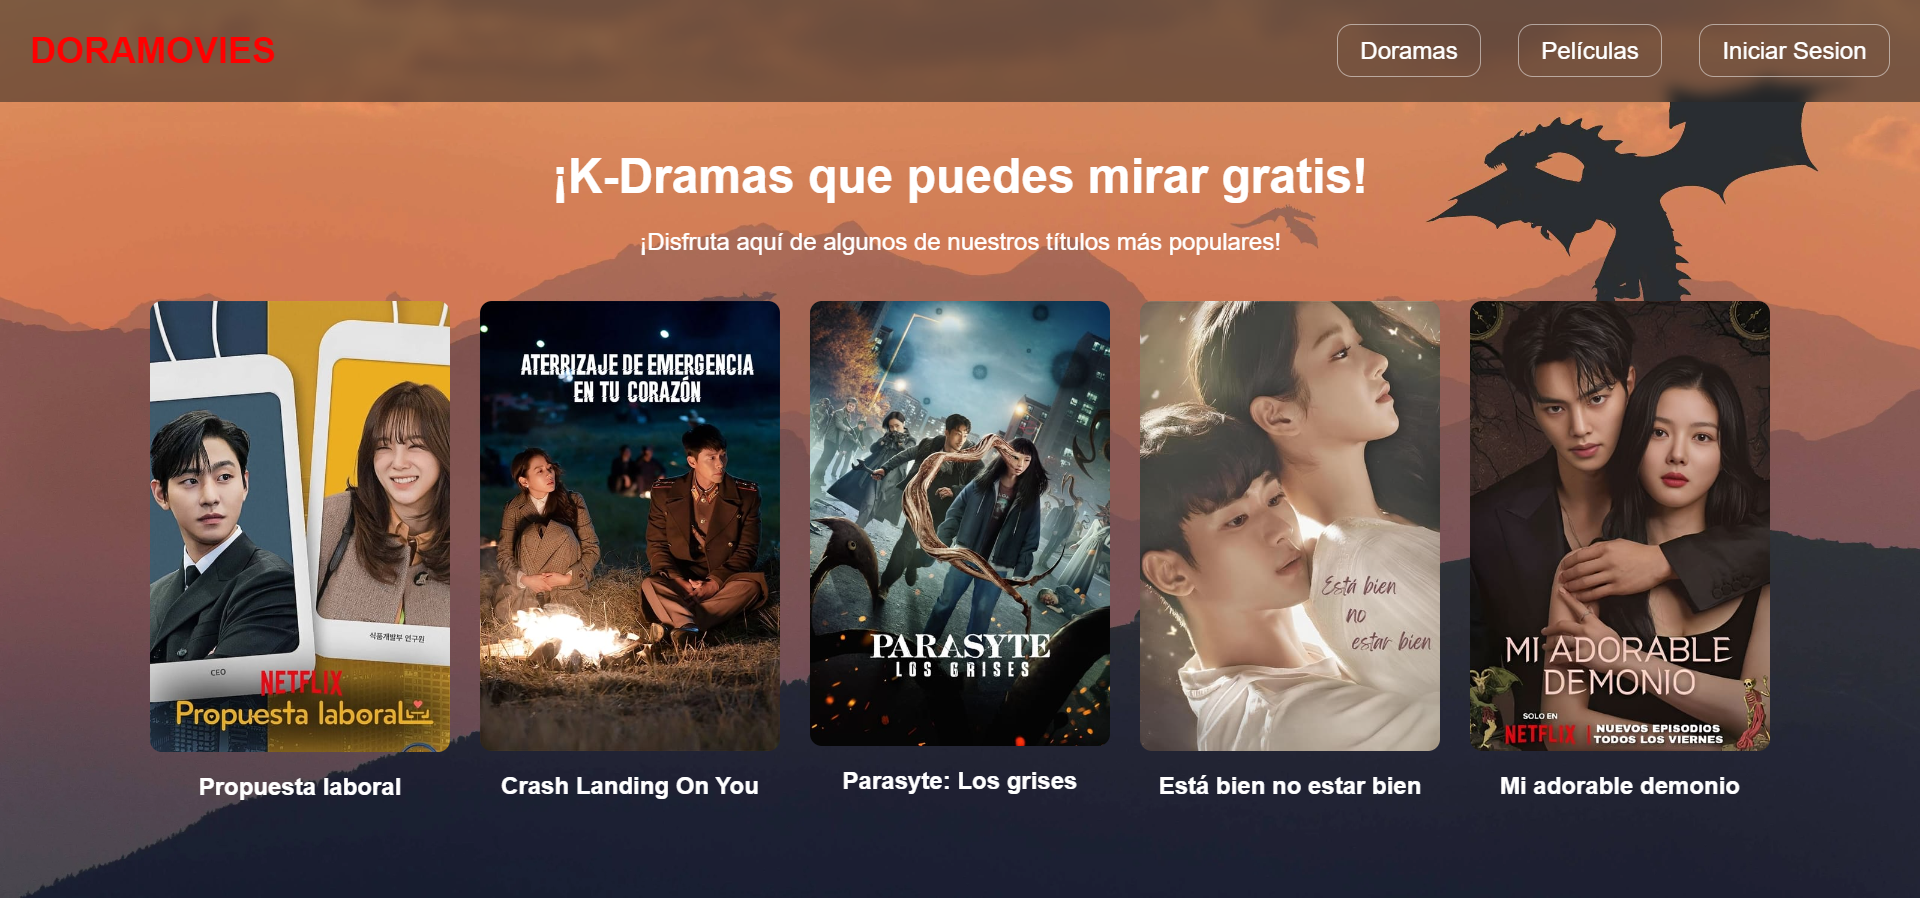 DORAMOVIES
Doramas
Películas
Iniciar Sesion
¡K-Dramas que puedes mirar gratis!
¡Disfruta aquí de algunos de nuestros títulos más populares!
식품개발부 연구원
CEO
NETFLIX
Propuesta laboral
ATERRIZAJE DE EMERGENCIA
EN TU CORAZÓN
PARASYTE
LOS GRISES
Está bien
no
estar bien
MI ADORABLE
DEMONIO
SOLO EN
NETFLIX | NUEVOS EPISODIOS
TODOS LOS VIERNES
Propuesta laboral
Crash Landing On You
Parasyte: Los grises
Está bien no estar bien
Mi adorable demonio